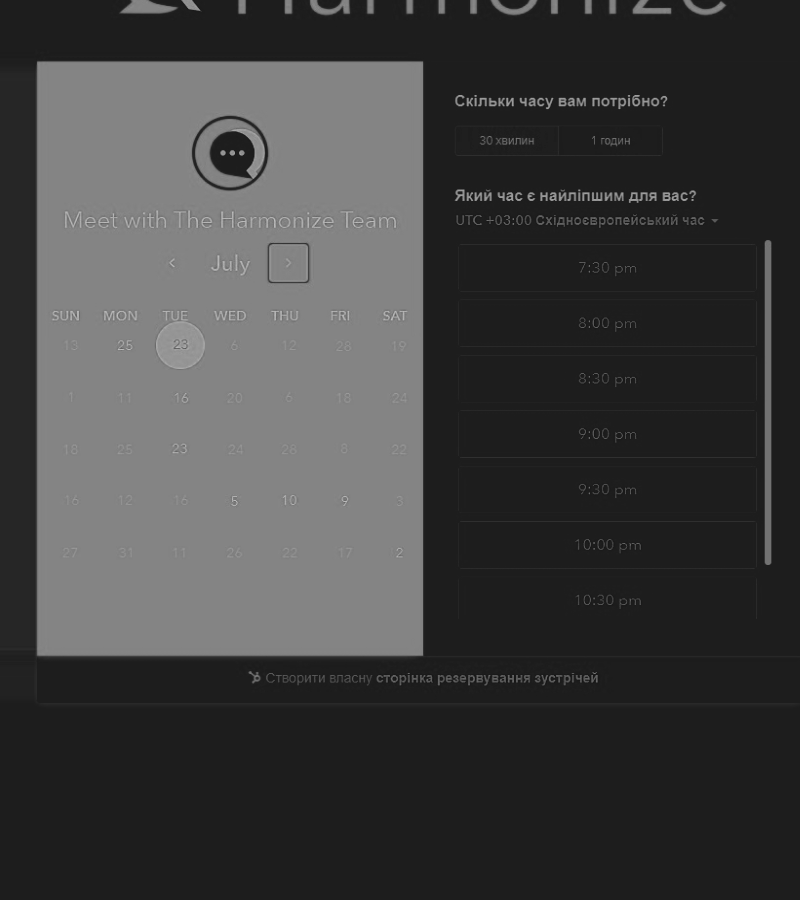 Harmonize
Meet with The Harmonize Team
July
SUN MON TUE WED THU FRI SAT
13 25 23 6 12 28 19
1 11 16 20 6 18 24
18 25 23 24 28 8 22
16 12 16 5 10 9 3
27 31 11 26 22 17 2
Скільки часу вам потрібно?
30 хвилин 1 годин
Який час є найліпшим для вас?
UTC +03:00 Східноєвропейський час
7:30 pm
8:00 pm
8:30 pm
9:00 pm
9:30 pm
10:00 pm
10:30 pm
Створити власну сторінка резервування зустрічей